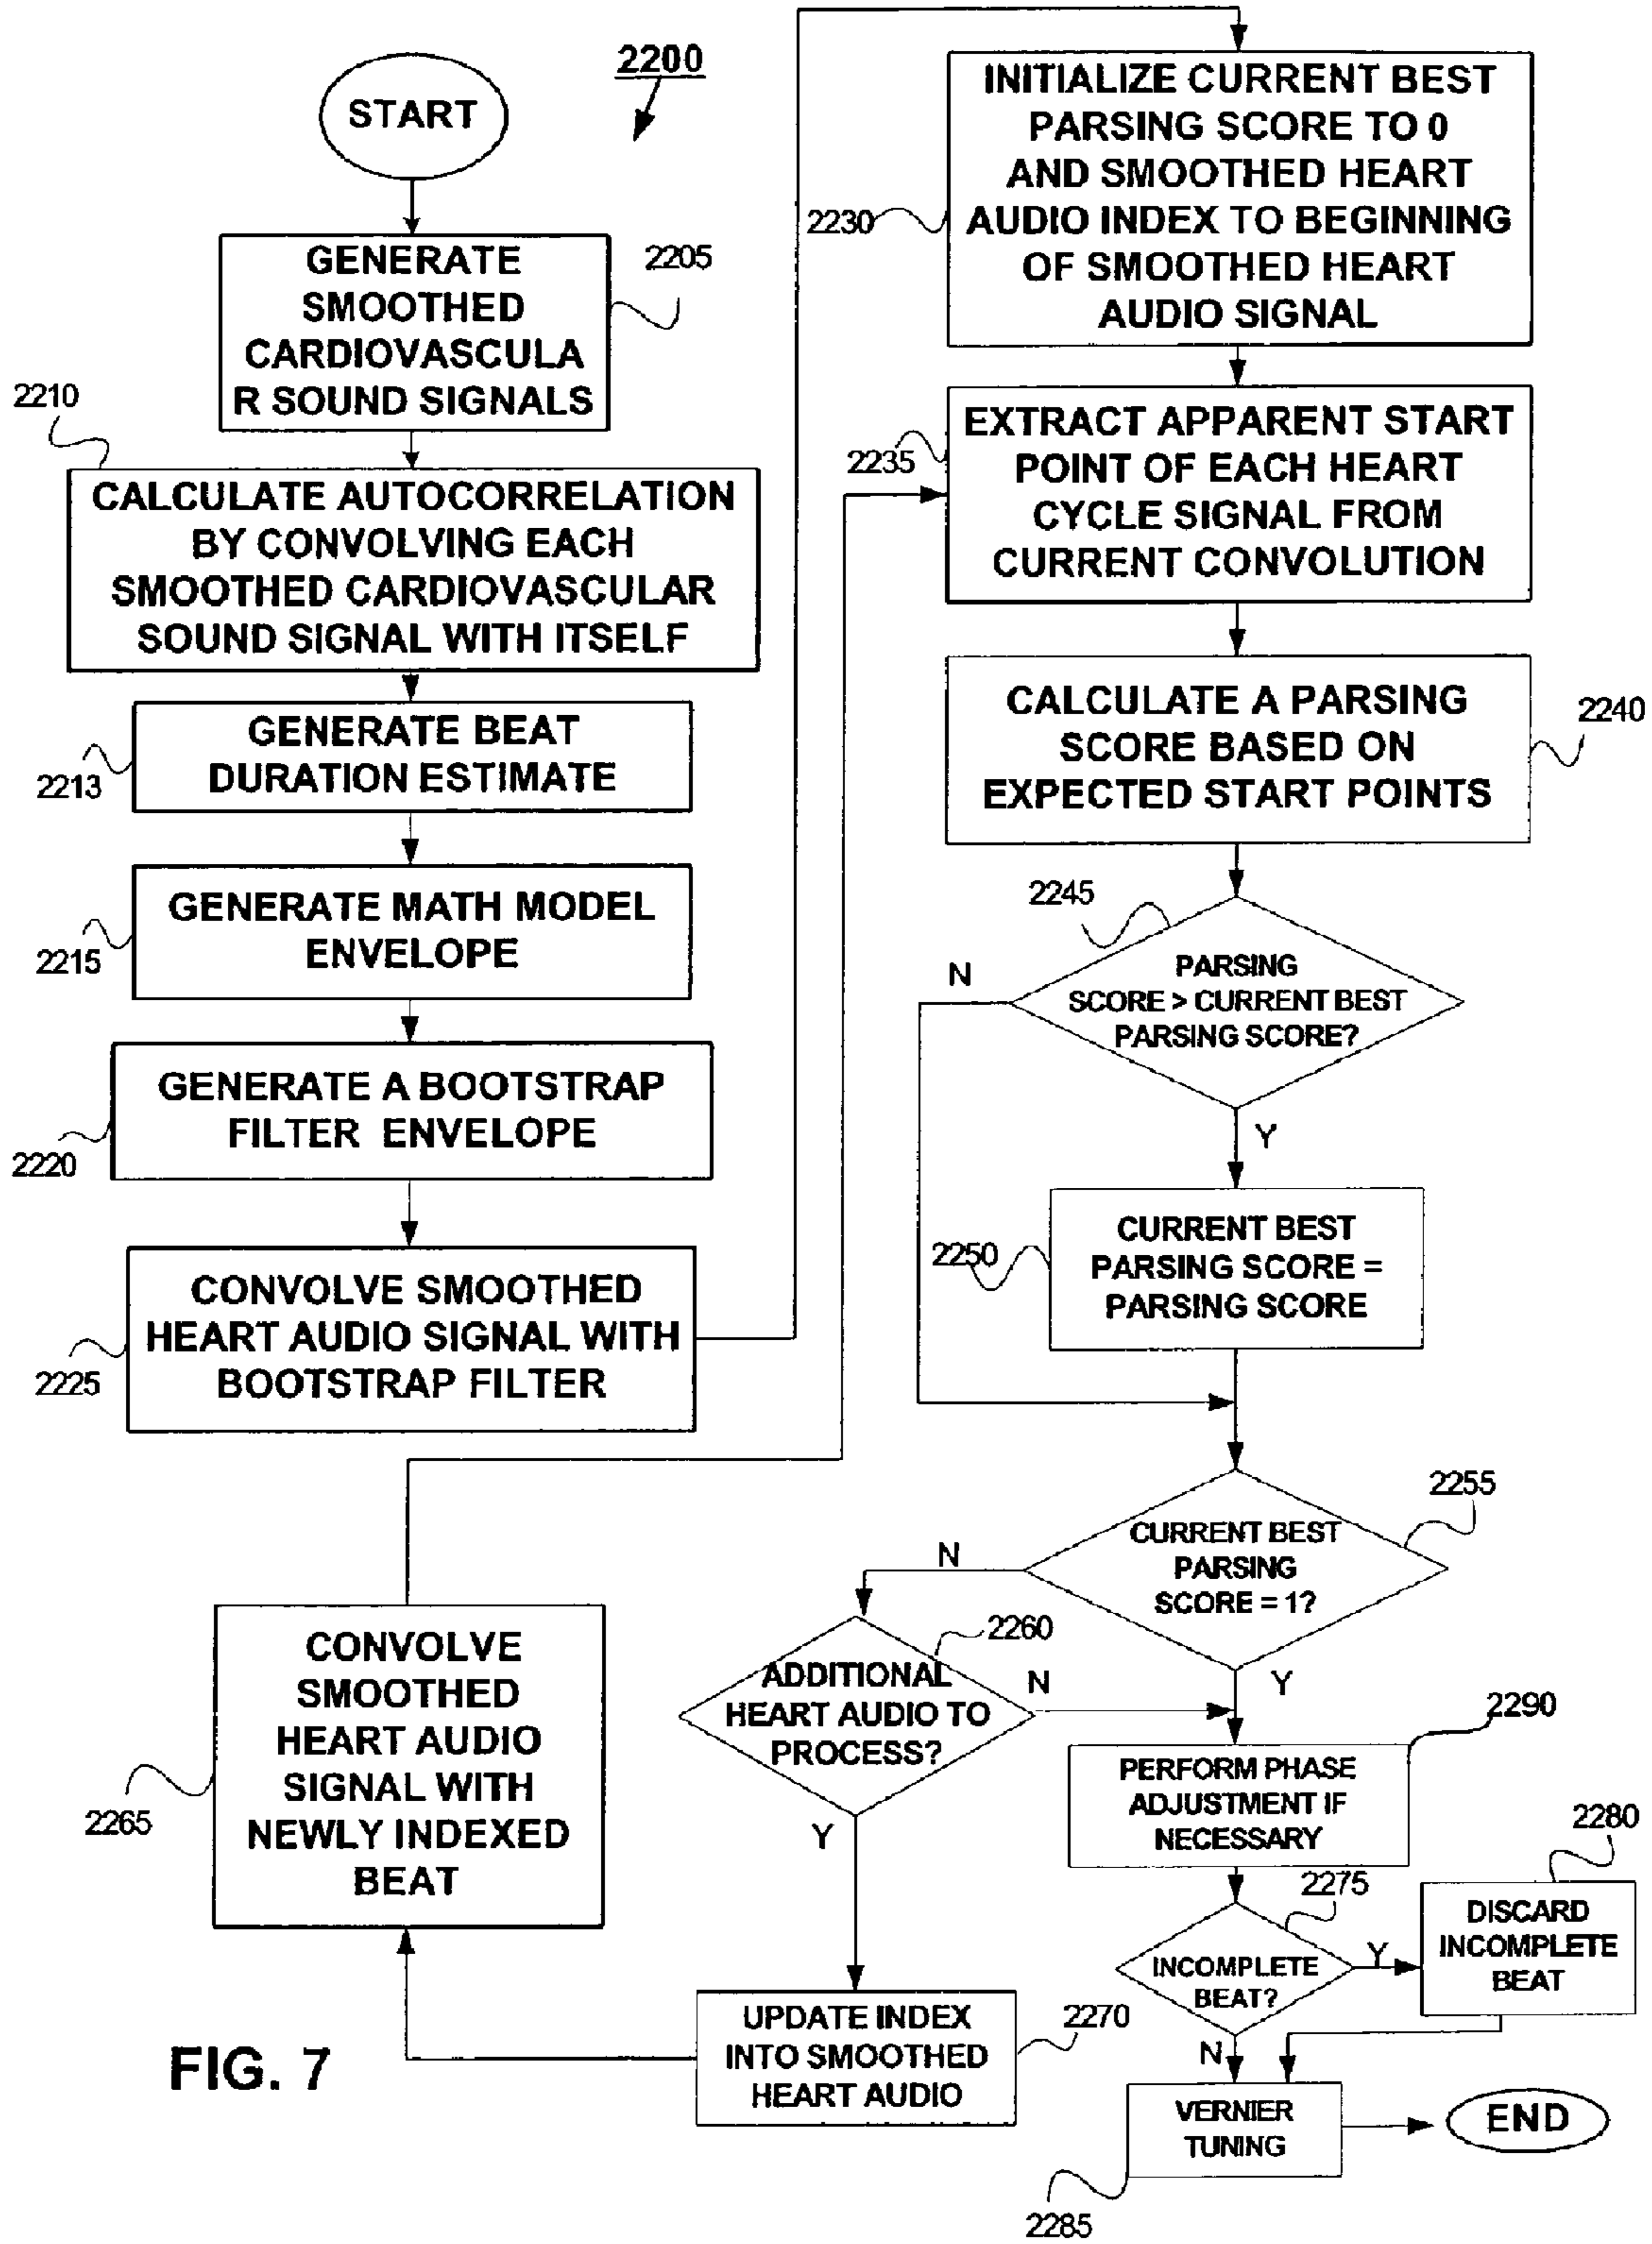 2200
START
GENERATE
SMOOTHED
CARDIOVASCULA
R SOUND SIGNALS
2205
2210
CALCULATE AUTOCORRELATION
BY CONVOLVING EACH
SMOOTHED CARDIOVASCULAR
SOUND SIGNAL WITH ITSELF
GENERATE BEAT
DURATION ESTIMATE
2213
GENERATE MATH MODEL
ENVELOPE
2215
GENERATE A BOOTSTRAP
FILTER ENVELOPE
2220
CONVOLVE SMOOTHED
HEART AUDIO SIGNAL WITH
BOOTSTRAP FILTER
2225
INITIALIZE CURRENT BEST
PARSING SCORE TO 0
AND SMOOTHED HEART
AUDIO INDEX TO BEGINNING
OF SMOOTHED HEART
AUDIO SIGNAL
2230
EXTRACT APPARENT START
POINT OF EACH HEART
CYCLE SIGNAL FROM
CURRENT CONVOLUTION
2235
CALCULATE A PARSING
SCORE BASED ON
EXPECTED START POINTS
2240
2245
PARSING
SCORE > CURRENT BEST
PARSING SCORE?
N
Y
CURRENT BEST
PARSING SCORE =
PARSING SCORE
2250
2255
CURRENT BEST
PARSING
SCORE = 1?
N
Y
2260
ADDITIONAL
HEART AUDIO TO
PROCESS?
N
Y
CONVOLVE
SMOOTHED
HEART AUDIO
SIGNAL WITH
NEWLY INDEXED
BEAT
2265
UPDATE INDEX
INTO SMOOTHED
HEART AUDIO
2270
2290
PERFORM PHASE
ADJUSTMENT IF
NECESSARY
2275
INCOMPLETE
BEAT?
Y
N
2280
DISCARD
INCOMPLETE
BEAT
VERNIER
TUNING
2285
END
FIG. 7